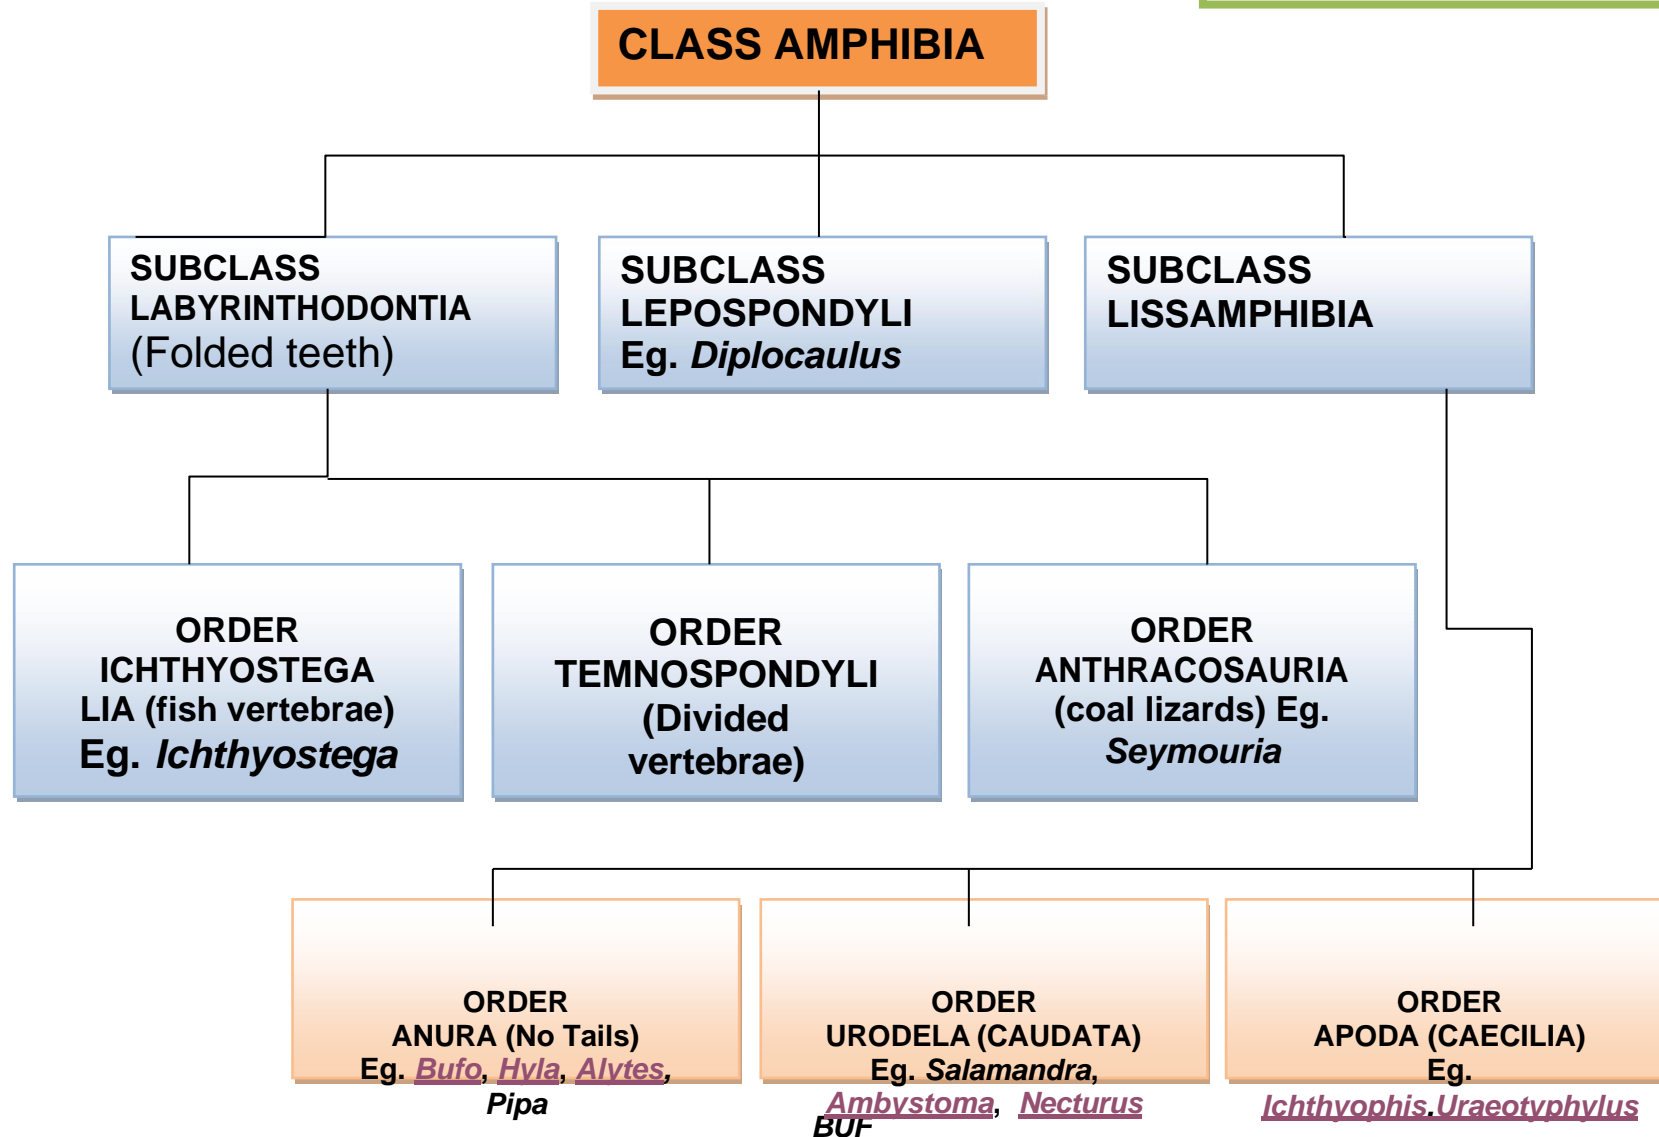 CLASS AMPHIBIA
SUBCLASS
LABYRINTHODONTIA
(Folded teeth)
SUBCLASS
LEPOSPONDYLI
Eg. Diplocaulus
SUBCLASS
LISSAMPHIBIA
ORDER
ICHTHYOSTEGA
LIA (fish vertebrae)
Eg. Ichthyostega
ORDER
TEMNOSPONDYLI
(Divided
vertebrae)
ORDER
ANTHRACOSAURIA
(coal lizards) Eg.
Seymouria
ORDER
ANURA (No Tails)
Eg. Bufo, Hyla, Alytes,
Pipa
ORDER
URODELA (CAUDATA)
Eg. Salamandra,
Ambystoma, Necturus
BUF
ORDER
APODA (CAECILIA)
Eg.
Ichthyophis.Uraeotyphylus